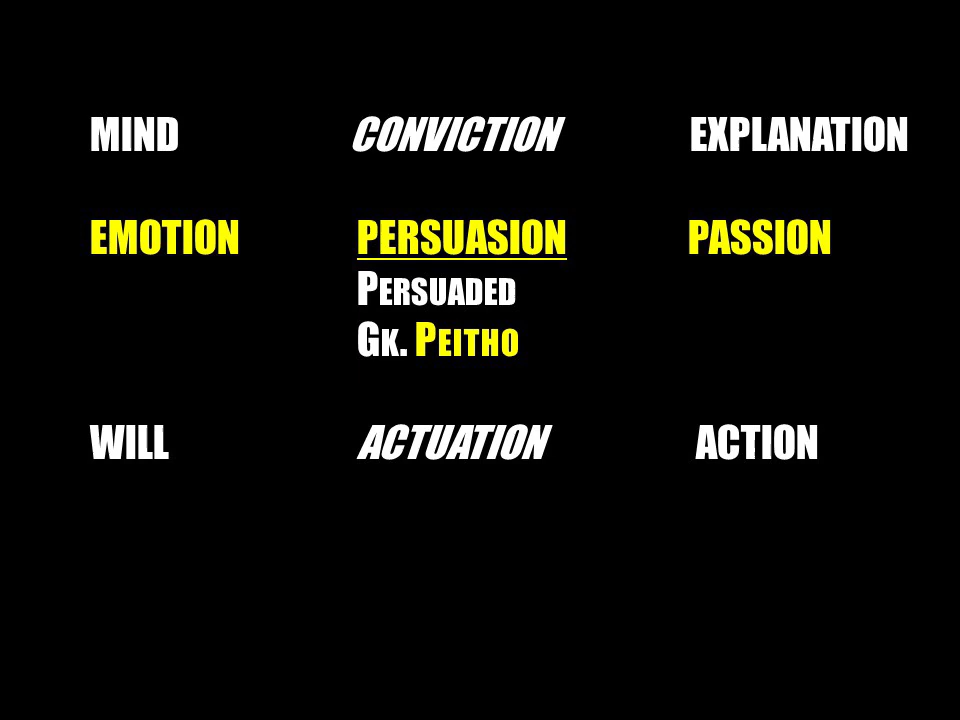 MIND CONVICTION EXPLANATION
EMOTION PERSUASION PASSION
PERSUADED
GK. PEITHO
WILL ACTUATION ACTION